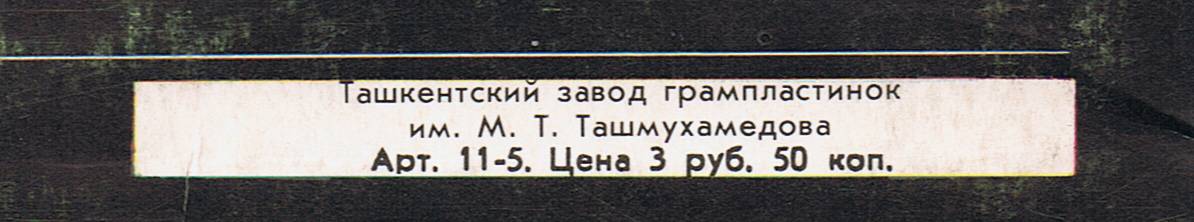 Ташкентский завод грампластинок
им. М. Т. Ташмухамедова
Арт. 11-5. Цена 3 руб. 50 коп.